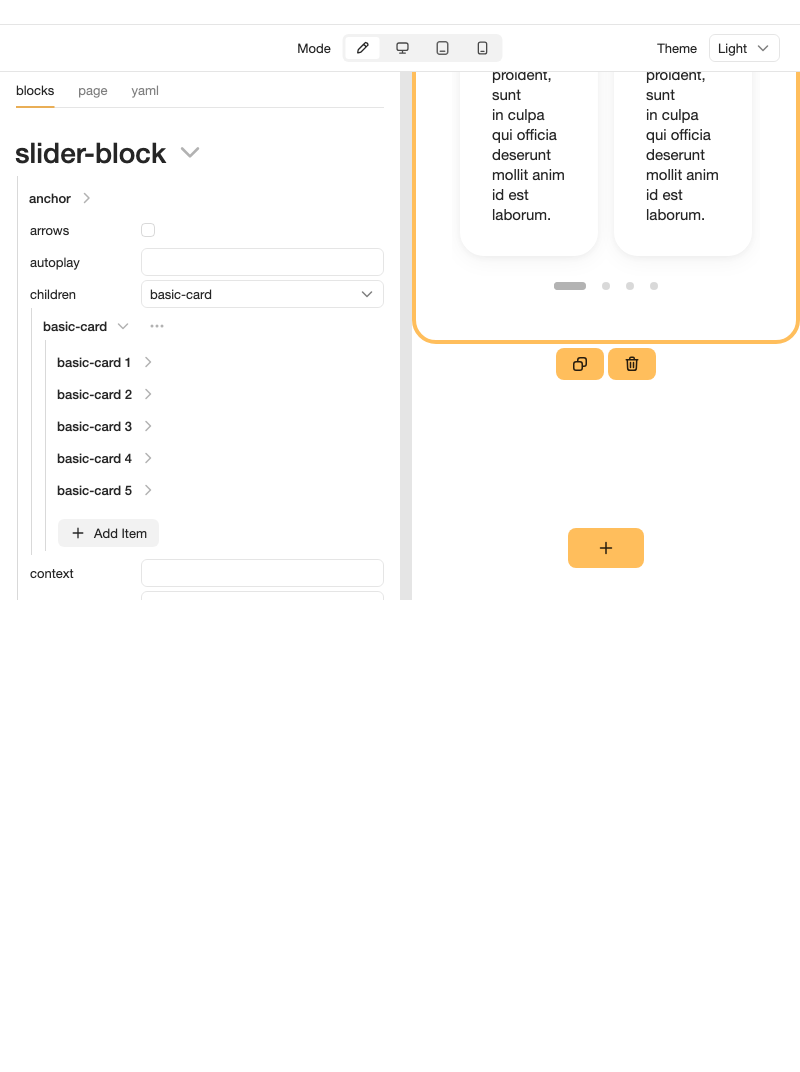 Mode
Theme
Light
blocks
page
yaml
slider-block
anchor
arrows
autoplay
children
basic-card
basic-card
basic-card 1
basic-card 2
basic-card 3
basic-card 4
basic-card 5
Add Item
context
proident,
sunt
in culpa
qui officia
deserunt
mollit anim
id est
laborum.
proident,
sunt
in culpa
qui officia
deserunt
mollit anim
id est
laborum.